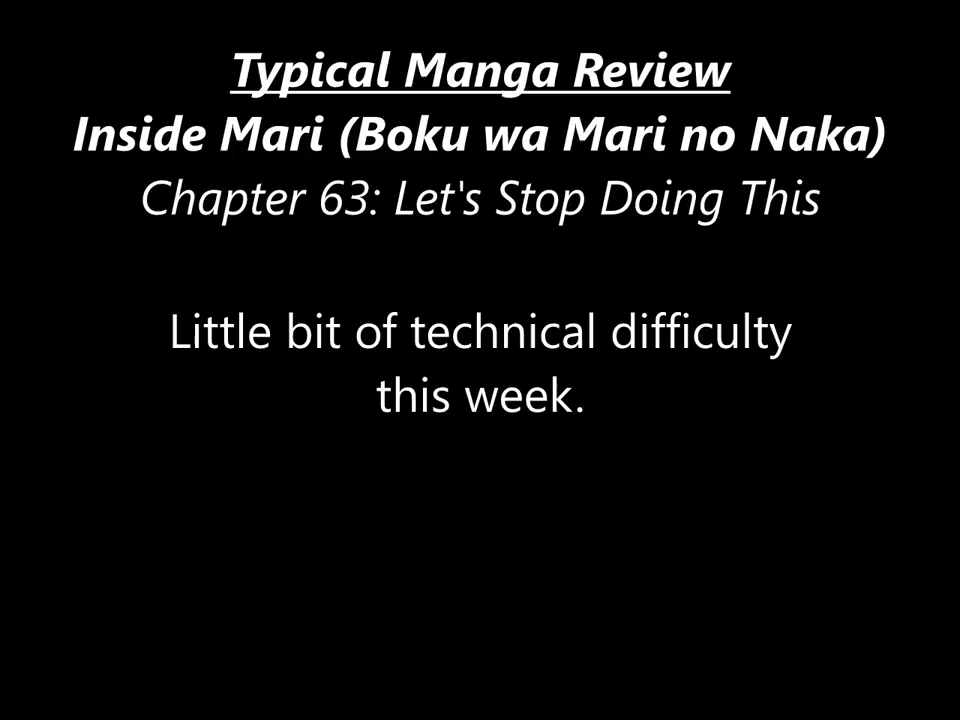 Typical Manga Review
Inside Mari (Boku wa Mari no Naka)
Chapter 63: Let's Stop Doing This
Little bit of technical difficulty
this week.